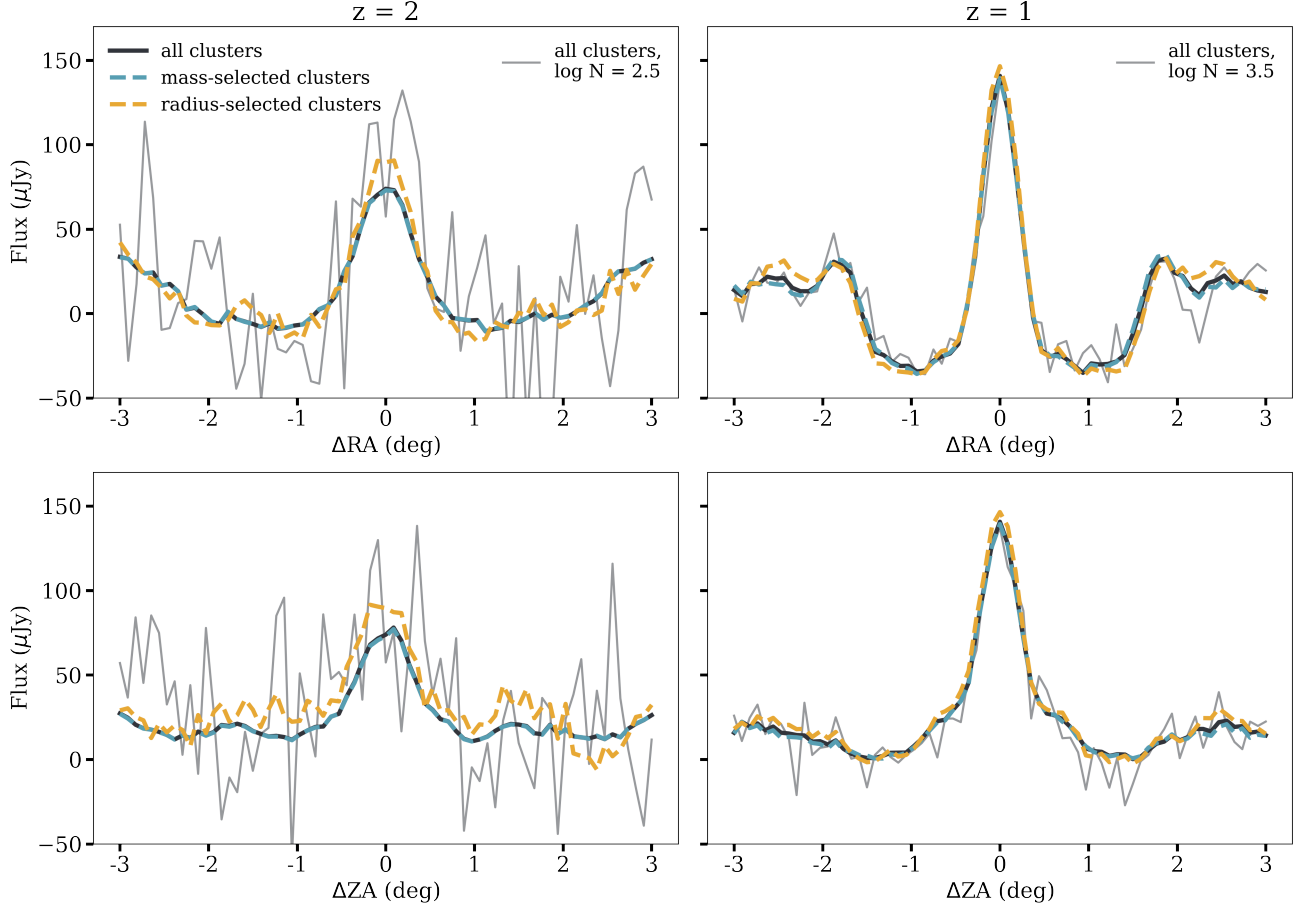 z = 2
z = 1
150
100
50
0
−50
Flux (μJy)
all clusters
mass-selected clusters
radius-selected clusters
all clusters,
log N = 2.5
all clusters,
log N = 3.5
-3 -2 -1 0 1 2 3
ΔRA (deg)
-3 -2 -1 0 1 2 3
ΔRA (deg)
150
100
50
0
−50
Flux (μJy)
-3 -2 -1 0 1 2 3
ΔZA (deg)
-3 -2 -1 0 1 2 3
ΔZA (deg)